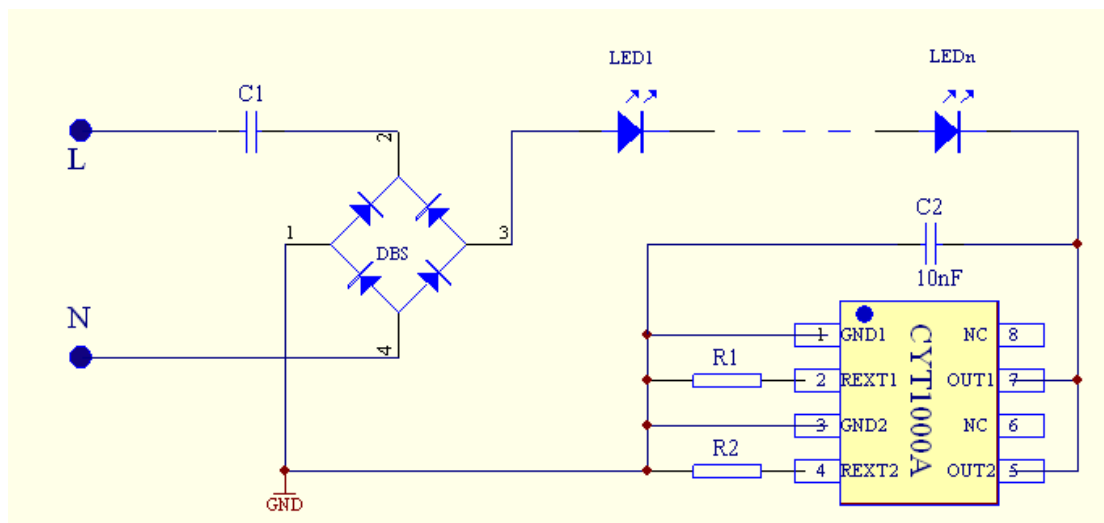 LED1
LEDn
C1
L
2
1
DBS
3
C2
10nF
N
4
1 GND1 NC 8
R1
2 REXT1 OUT1 7
CYT1000A
3 GND2 NC 6
R2
4 REXT2 OUT2 5
GND